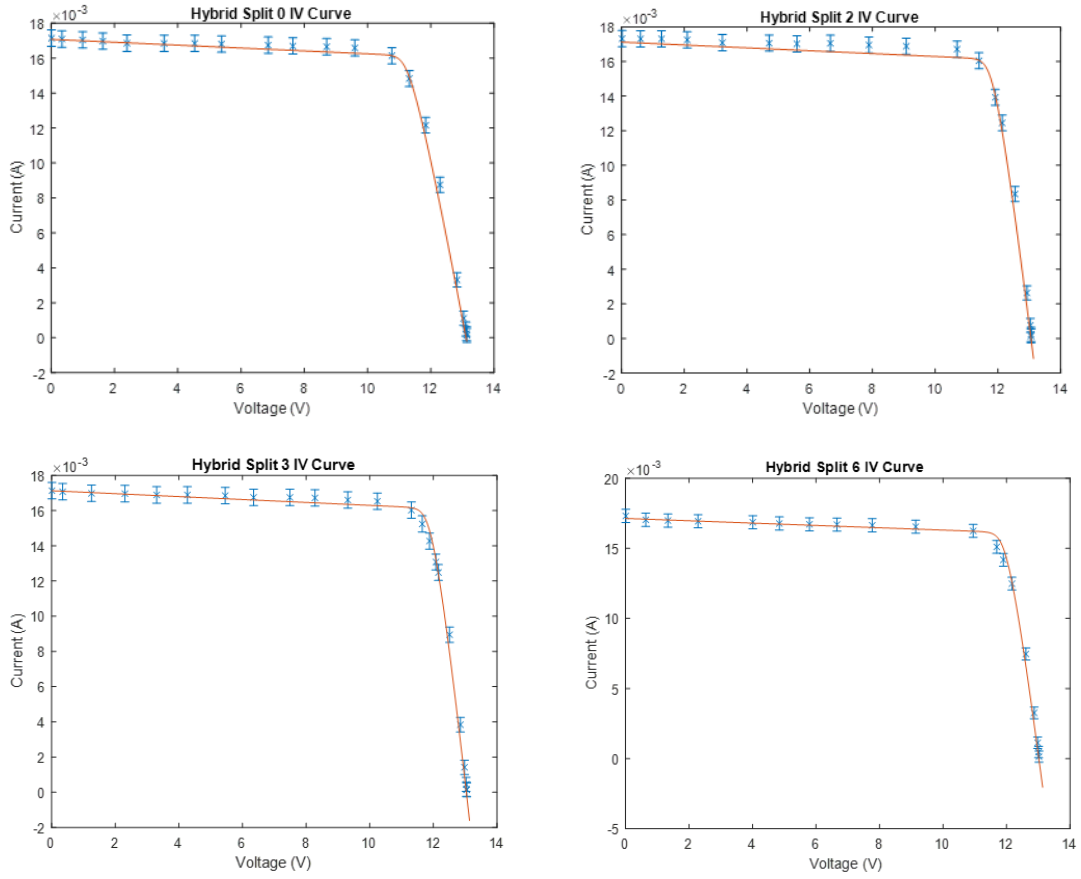 Hybrid Split 0 IV Curve
×10⁻³
18
16
14
12
10
8
6
4
2
0
-2
Current (A)
0 2 4 6 8 10 12 14
Voltage (V)
Hybrid Split 2 IV Curve
×10⁻³
18
16
14
12
10
8
6
4
2
0
-2
Current (A)
0 2 4 6 8 10 12 14
Voltage (V)
Hybrid Split 3 IV Curve
×10⁻³
18
16
14
12
10
8
6
4
2
0
-2
Current (A)
0 2 4 6 8 10 12 14
Voltage (V)
Hybrid Split 6 IV Curve
×10⁻³
20
15
10
5
0
-5
Current (A)
0 2 4 6 8 10 12 14
Voltage (V)